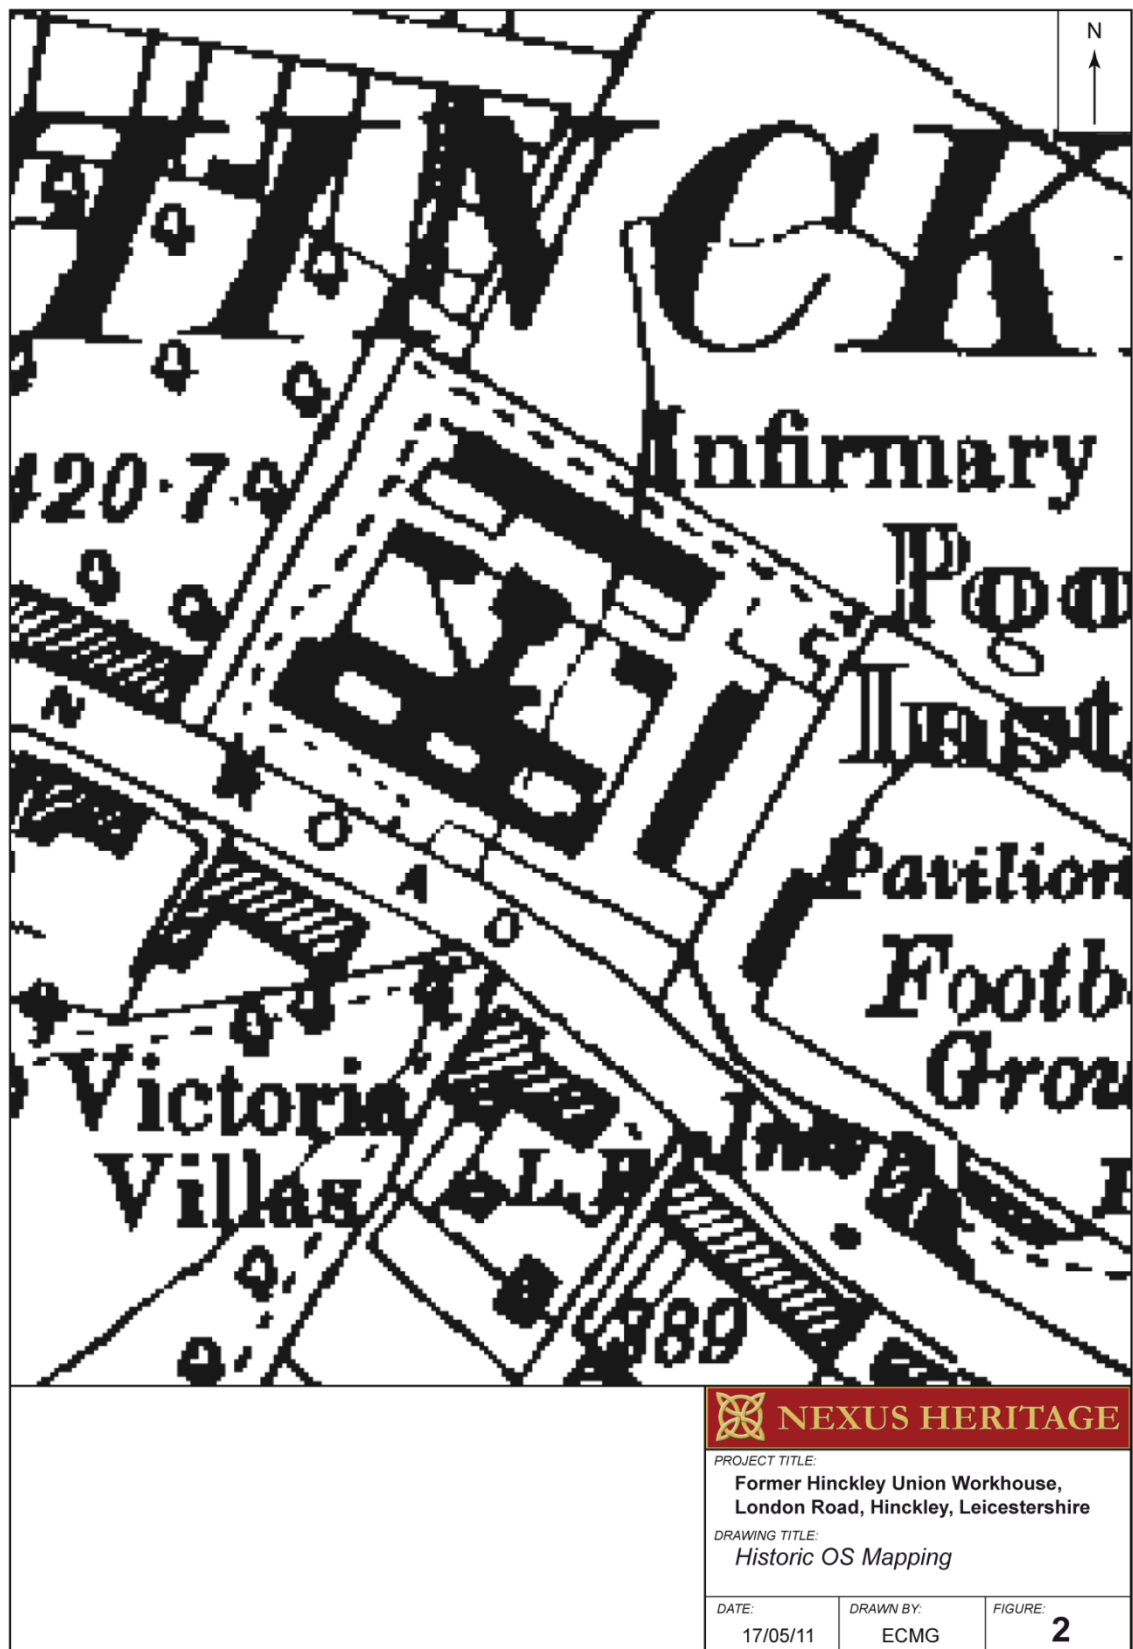 N
HINCK
Infirmary
420·7
Poo
Inst
N
R O A D
Pavilion
Footb
Grou
Victoria
Villas
L.B
389
NEXUS HERITAGE
PROJECT TITLE:
Former Hinckley Union Workhouse,
London Road, Hinckley, Leicestershire
DRAWING TITLE:
Historic OS Mapping
DATE:
DRAWN BY:
FIGURE:
17/05/11
ECMG
2